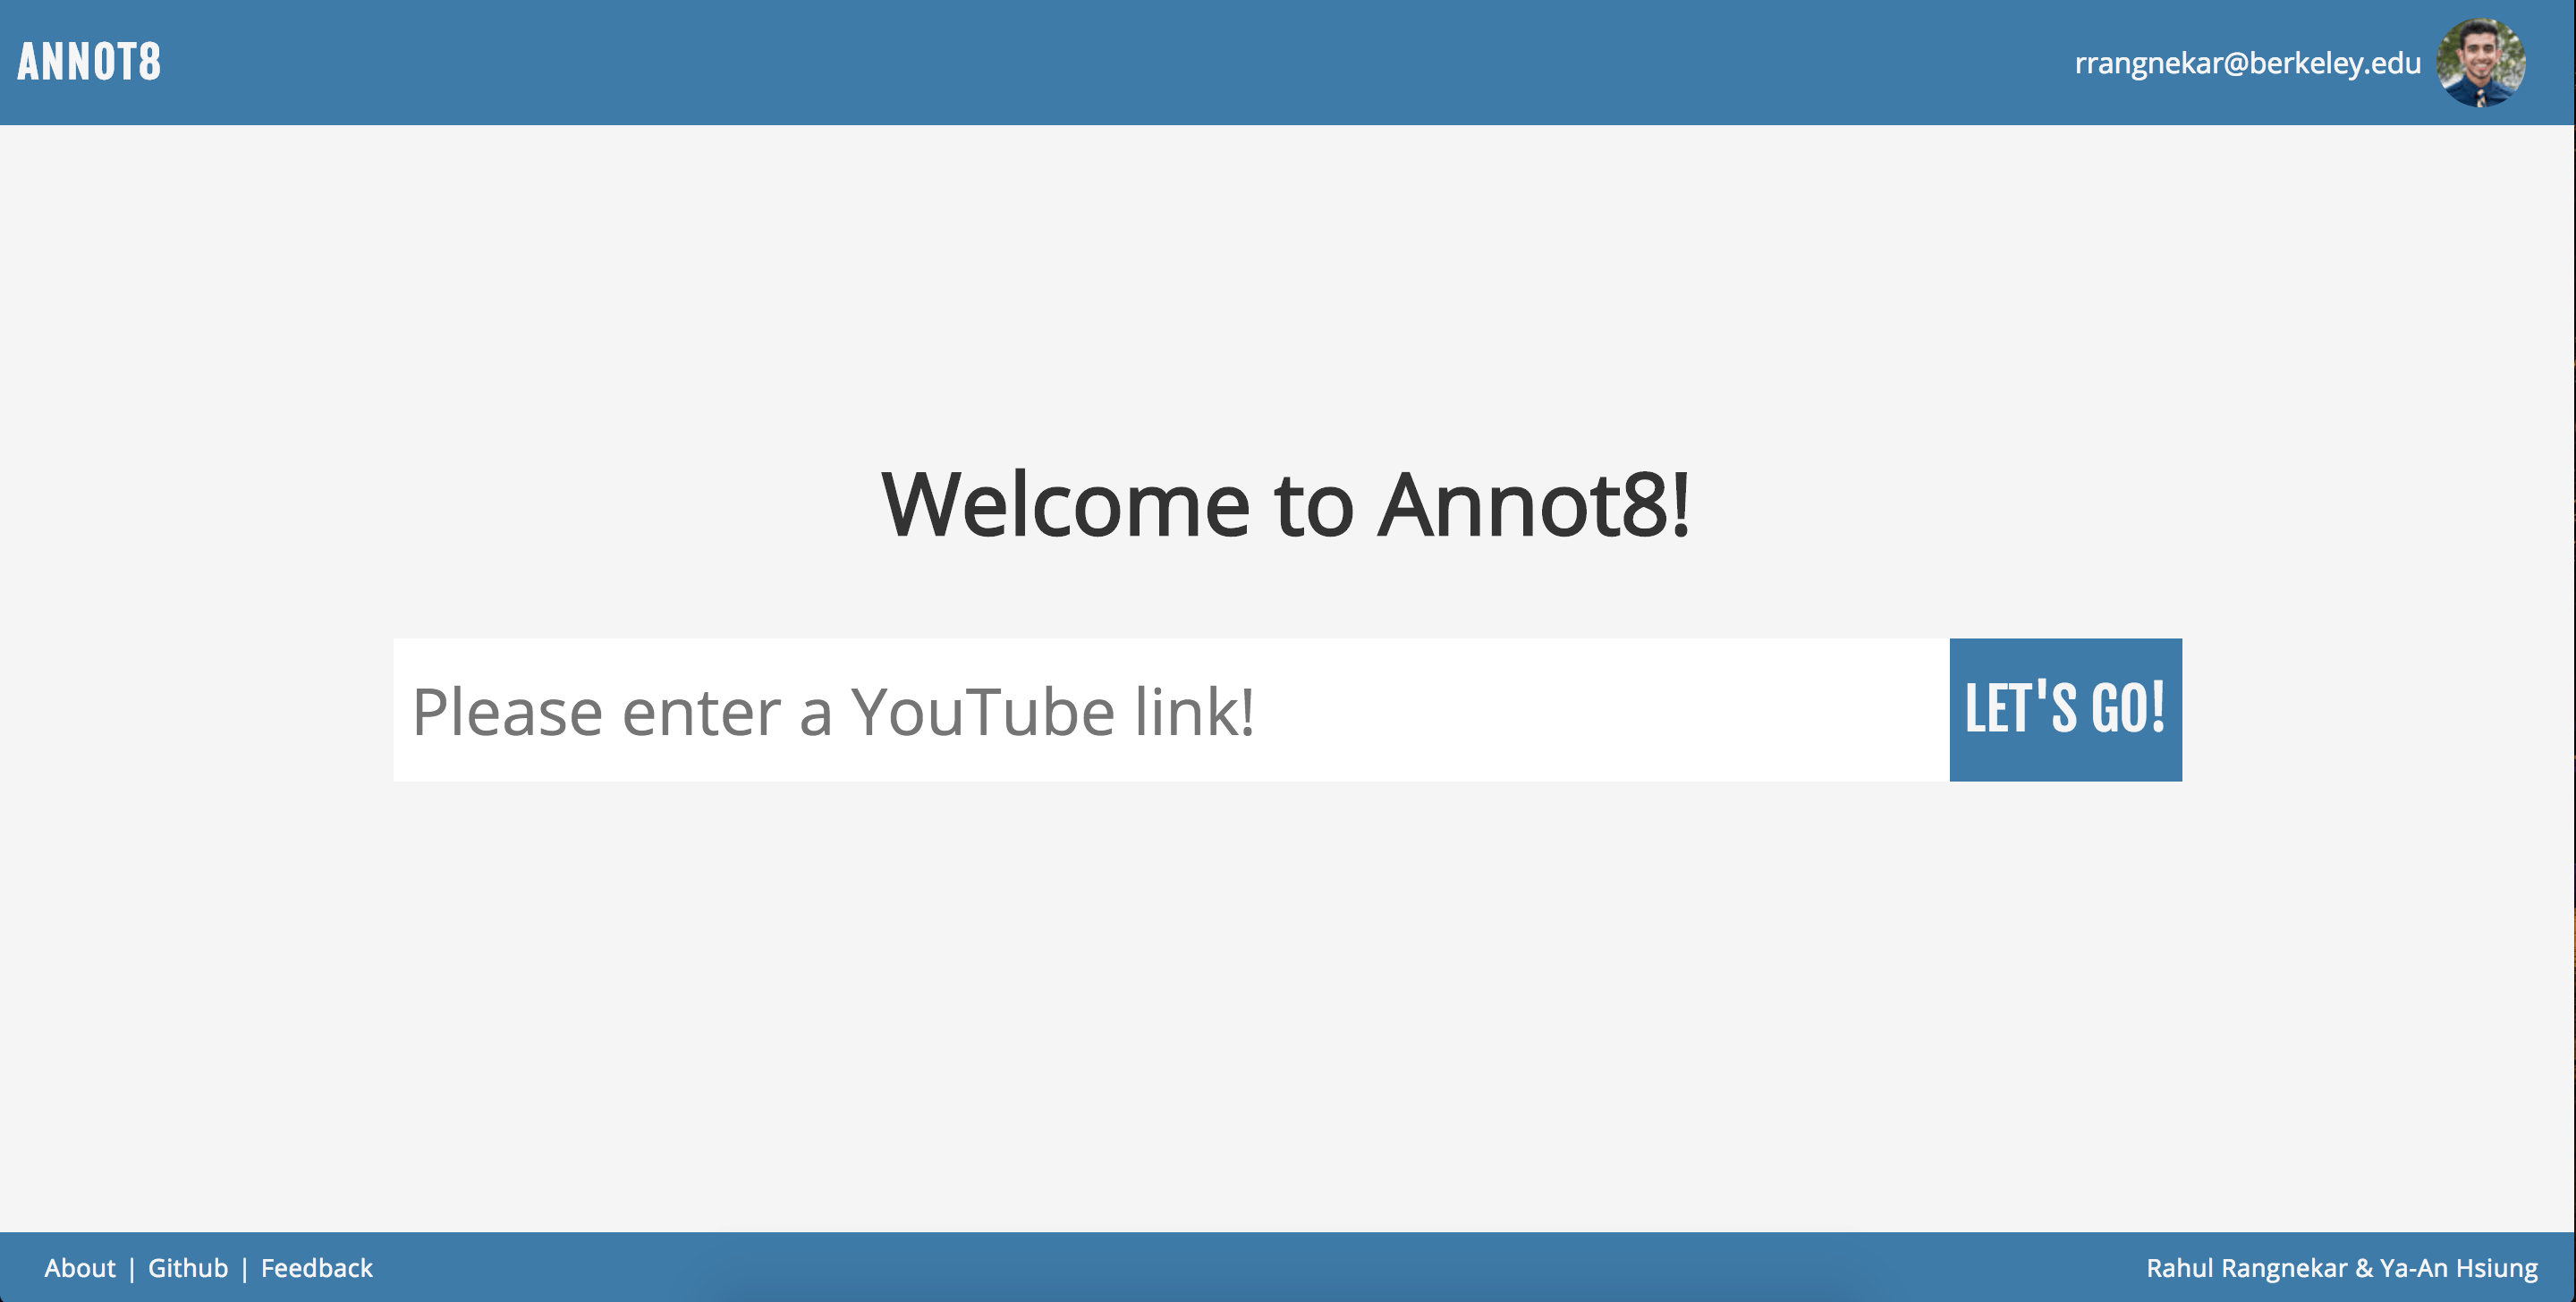 ANNOT8
rrangnekar@berkeley.edu
Welcome to Annot8!
Please enter a YouTube link!
LET'S GO!
About | Github | Feedback
Rahul Rangnekar & Ya-An Hsiung